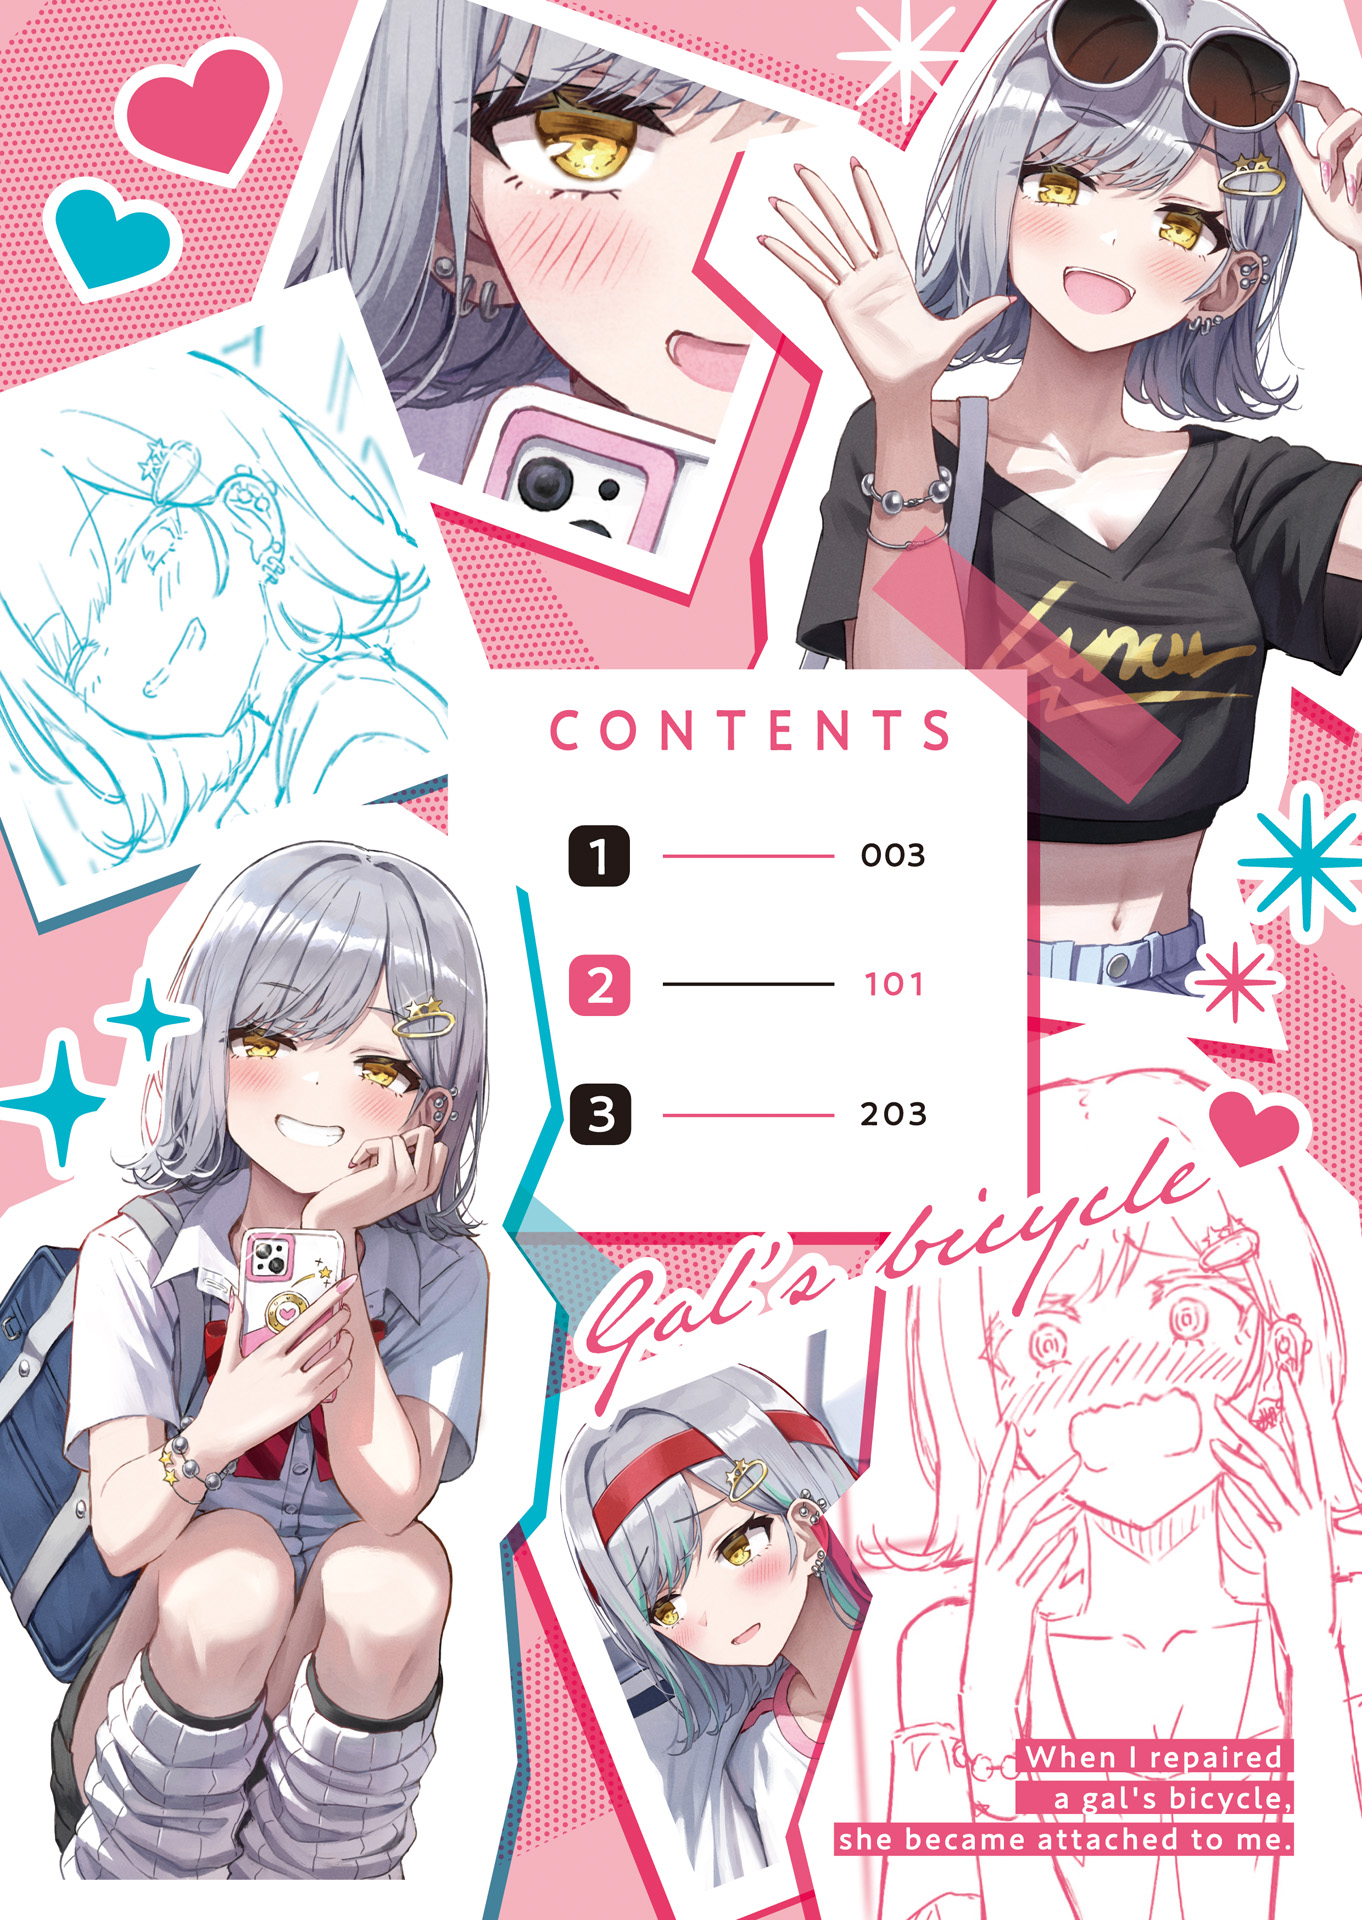 CONTENTS
1 003
2 101
3 203
Gal's bicycle
When I repaired
a gal's bicycle,
she became attached to me.